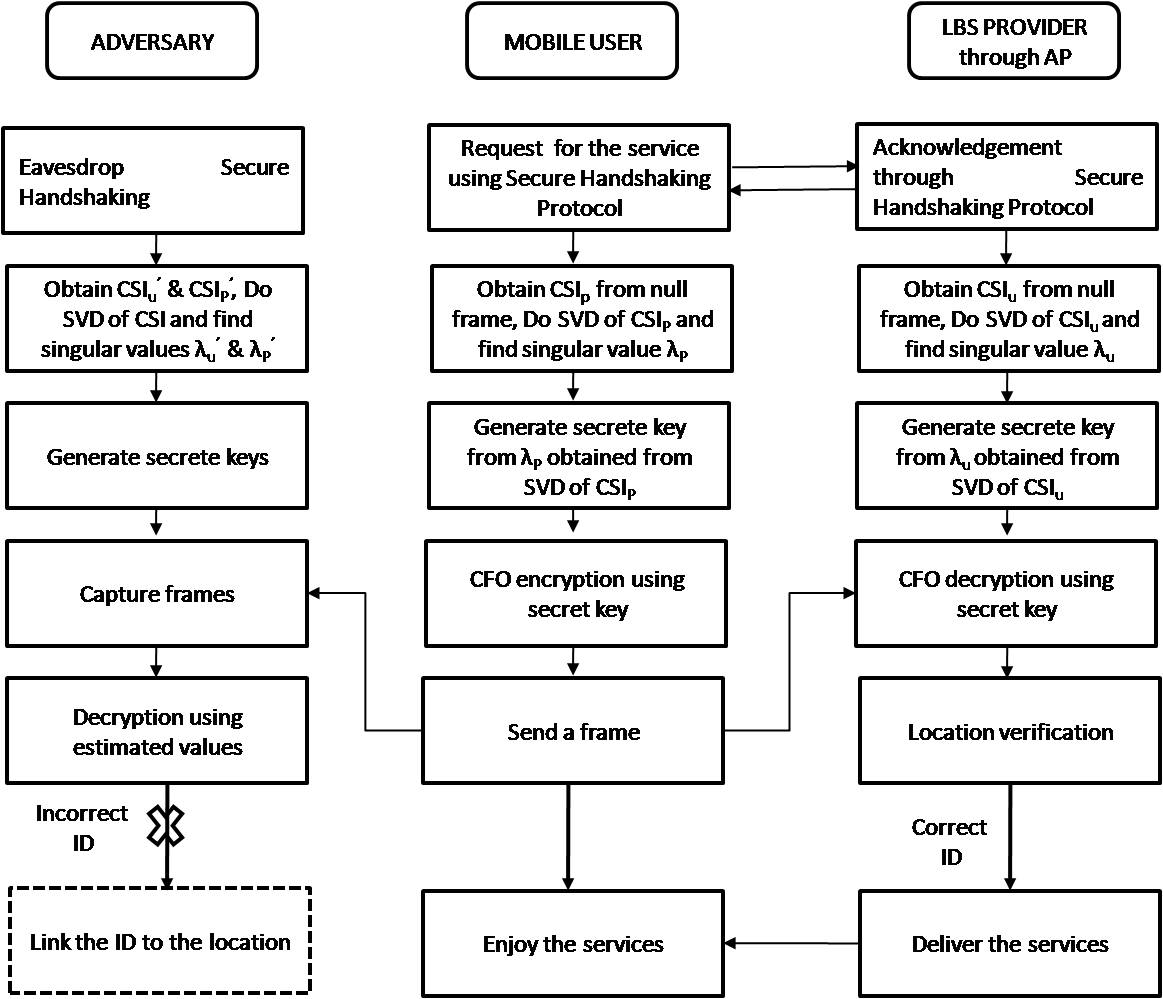 ADVERSARY
MOBILE USER
LBS PROVIDER
through AP
Eavesdrop Secure
Handshaking
Request for the service
using Secure Handshaking
Protocol
Acknowledgement
through Secure
Handshaking Protocol
Obtain CSIu´ & CSIP´, Do
SVD of CSI and find
singular values λu´ & λP´
Obtain CSIp from null
frame, Do SVD of CSIP and
find singular value λP
Obtain CSIu from null
frame, Do SVD of CSIu and
find singular value λu
Generate secrete keys
Generate secrete key
from λP obtained from
SVD of CSIP
Generate secrete key
from λu obtained from
SVD of CSIu
Capture frames
CFO encryption using
secret key
CFO decryption using
secret key
Decryption using
estimated values
Send a frame
Location verification
Incorrect
ID
Correct
ID
Link the ID to the location
Enjoy the services
Deliver the services